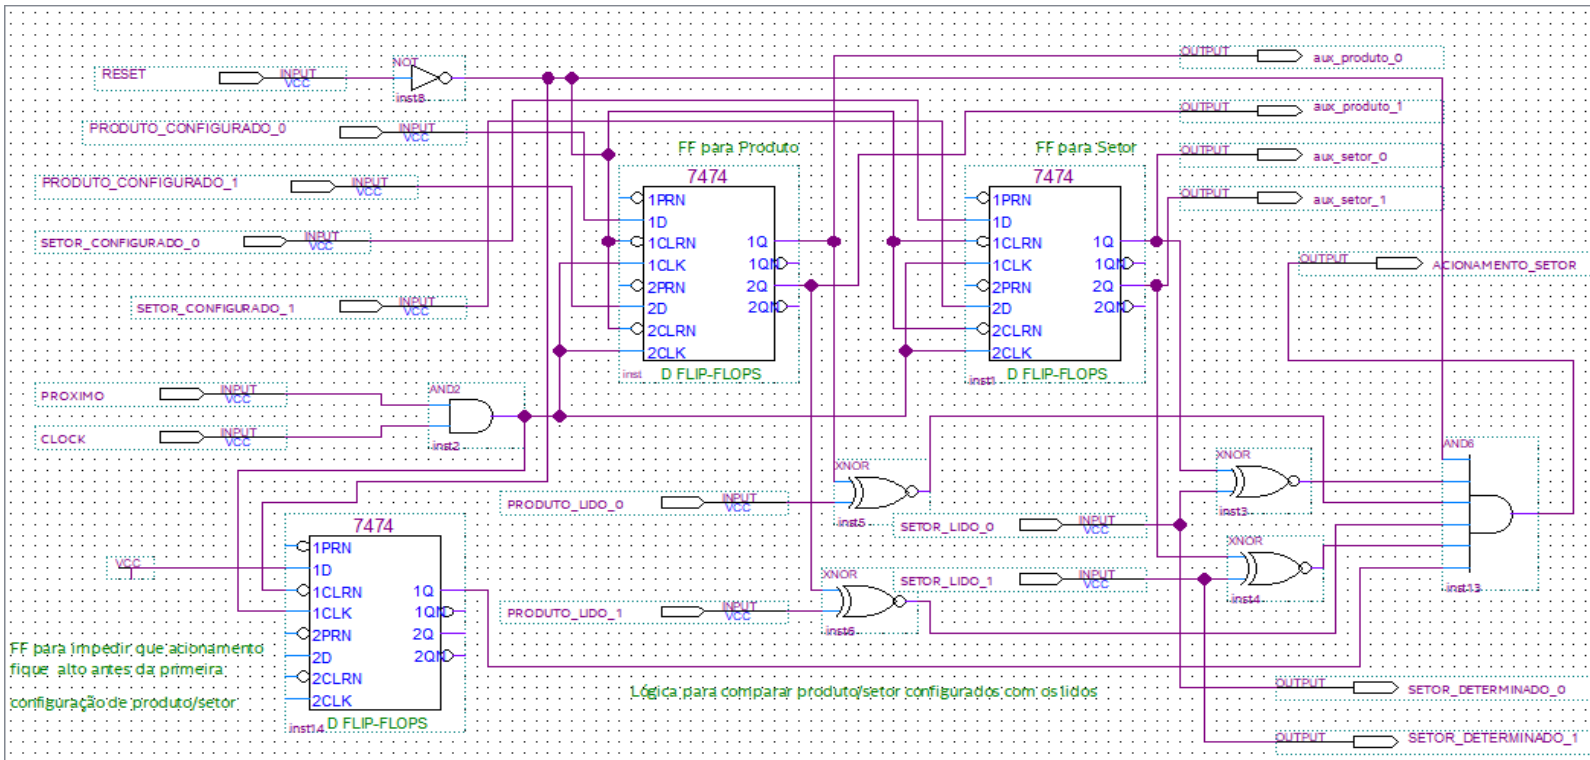 RESET
INPUT
VCC
NOT
inst8
OUTPUT
aux_produto_0
PRODUTO_CONFIGURADO_0
INPUT
VCC
OUTPUT
aux_produto_1
PRODUTO_CONFIGURADO_1
INPUT
VCC
OUTPUT
aux_setor_0
SETOR_CONFIGURADO_0
INPUT
VCC
OUTPUT
aux_setor_1
SETOR_CONFIGURADO_1
INPUT
VCC
OUTPUT
ACIONAMENTO_SETOR
FF para Produto
7474
1PRN
1D
1CLRN
1CLK
2PRN
2D
2CLRN
2CLK
1Q
1QN
2Q
2QN
inst
D FLIP-FLOPS
FF para Setor
7474
1PRN
1D
1CLRN
1CLK
2PRN
2D
2CLRN
2CLK
1Q
1QN
2Q
2QN
inst1
D FLIP-FLOPS
PROXIMO
INPUT
VCC
CLOCK
INPUT
VCC
AND2
inst2
XNOR
inst5
PRODUTO_LIDO_0
INPUT
VCC
SETOR_LIDO_0
INPUT
VCC
XNOR
inst3
AND6
inst13
XNOR
inst6
PRODUTO_LIDO_1
INPUT
VCC
SETOR_LIDO_1
INPUT
VCC
XNOR
inst4
VCC
7474
1PRN
1D
1CLRN
1CLK
2PRN
2D
2CLRN
2CLK
1Q
1QN
2Q
2QN
inst14
D FLIP-FLOPS
FF para impedir que acionamento
fique alto antes da primeira
configuração de produto/setor
Lógica para comparar produto/setor configurados com os lidos
OUTPUT
SETOR_DETERMINADO_0
OUTPUT
SETOR_DETERMINADO_1